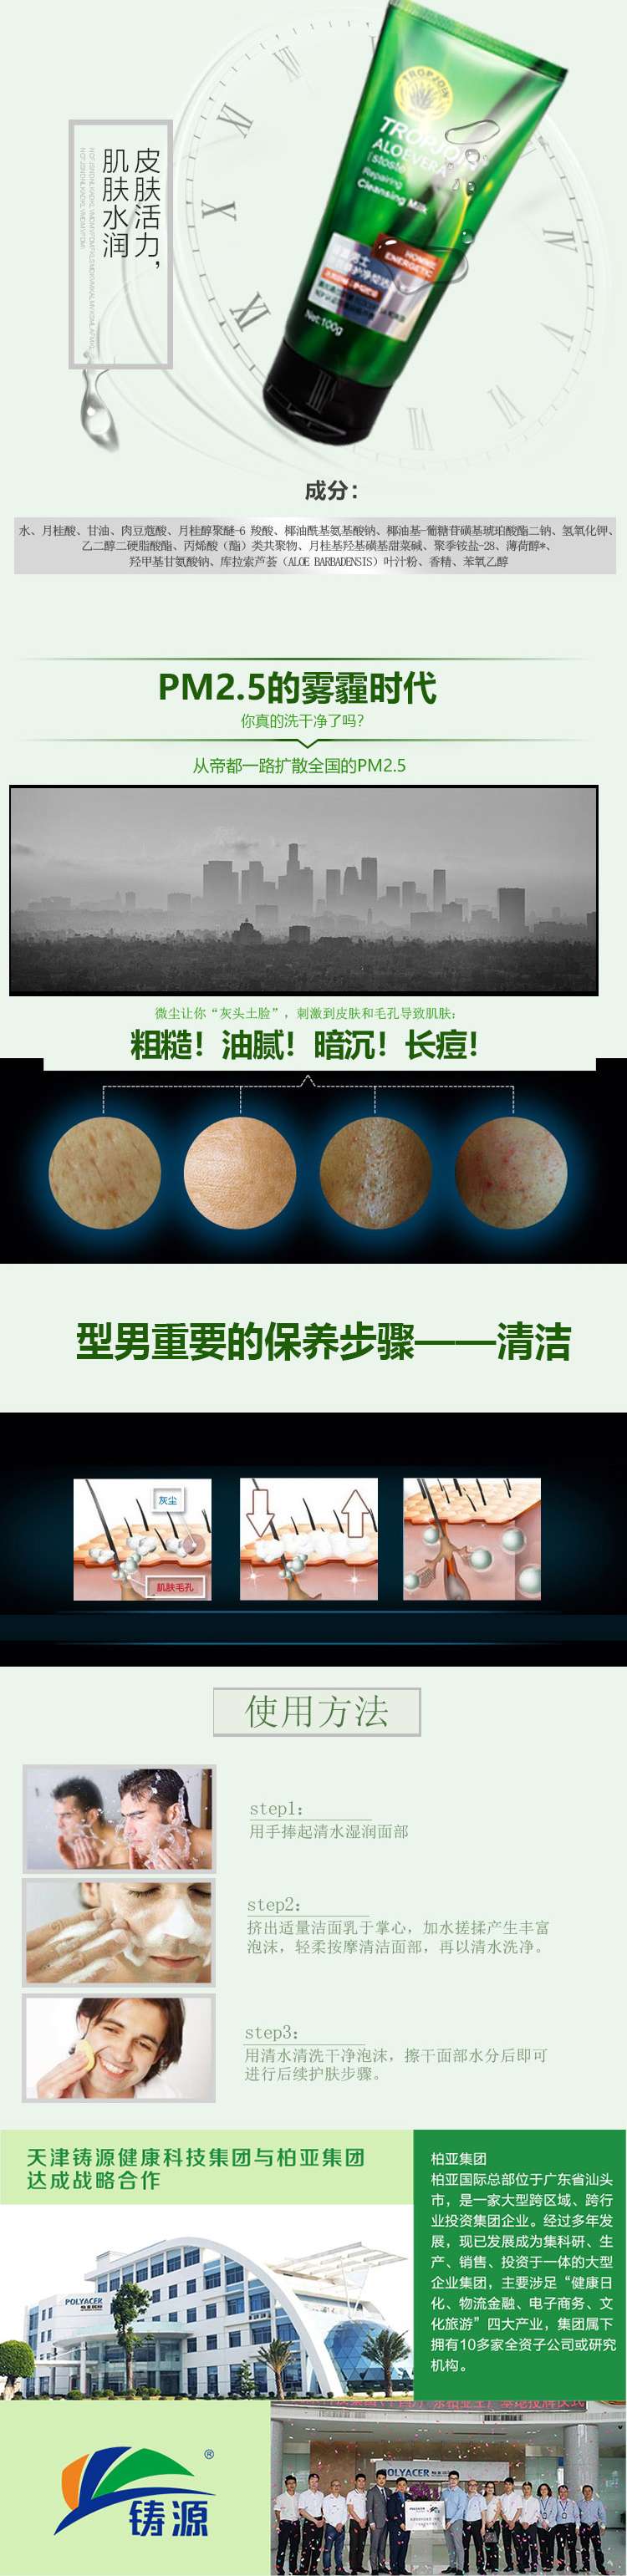 皮肤活力，
肌肤水润
TROPJOIN
TROPJOIN
ALOEVERA
Repairing
Cleansing Milk
HOMME
ENERGETIC
Net:100g
成分：
水、月桂酸、甘油、肉豆蔻酸、月桂醇聚醚-6 羧酸、椰油酰基氨基酸钠、椰油基-葡糖苷磺基琥珀酸酯二钠、氢氧化钾、
乙二醇二硬脂酸酯、丙烯酸（酯）类共聚物、月桂基羟基磺基甜菜碱、聚季铵盐-28、薄荷醇*、
羟甲基甘氨酸钠、库拉索芦荟（ALOE BARBADENSIS）叶汁粉、香精、苯氧乙醇
PM2.5的雾霾时代
你真的洗干净了吗?
从帝都一路扩散全国的PM2.5
微尘让你“灰头土脸”，刺激到皮肤和毛孔导致肌肤：
粗糙！油腻！暗沉！长痘！
型男重要的保养步骤——清洁
灰尘
肌肤毛孔
使用方法
step1:
用手捧起清水湿润面部
step2:
挤出适量洁面乳于掌心，加水搓揉产生丰富
泡沫，轻柔按摩清洁面部，再以清水洗净。
step3:
用清水清洗干净泡沫，擦干面部水分后即可
进行后续护肤步骤。
天津铸源健康科技集团与柏亚集团
达成战略合作
柏亚集团
柏亚国际总部位于广东省汕头
市，是一家大型跨区域、跨行
业投资集团企业。经过多年发
展，现已发展成为集科研、生
产、销售、投资于一体的大型
企业集团，主要涉足“健康日
化、物流金融、电子商务、文
化旅游”四大产业，集团属下
拥有10多家全资子公司或研究
机构。
POLYACER
®
铸源
POLYACER